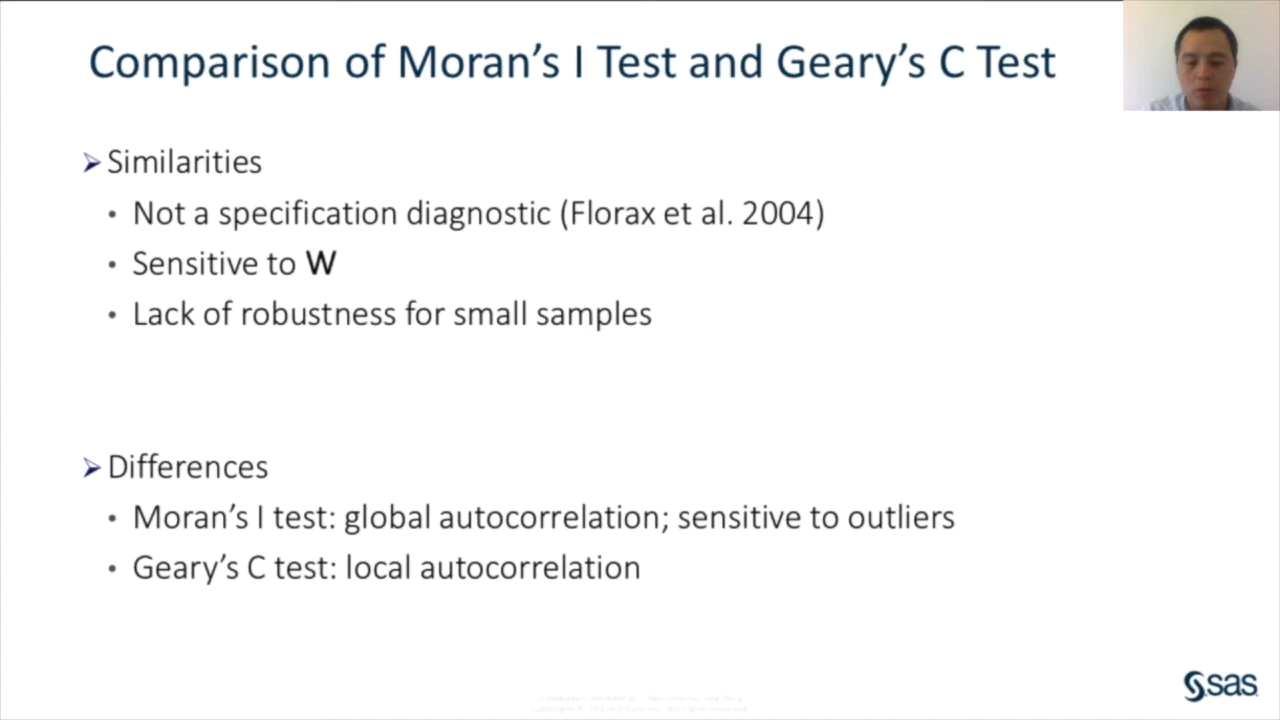 Comparison of Moran's I Test and Geary's C Test
Similarities
Not a specification diagnostic (Florax et al. 2004)
Sensitive to W
Lack of robustness for small samples
Differences
Moran's I test: global autocorrelation; sensitive to outliers
Geary's C test: local autocorrelation
sas